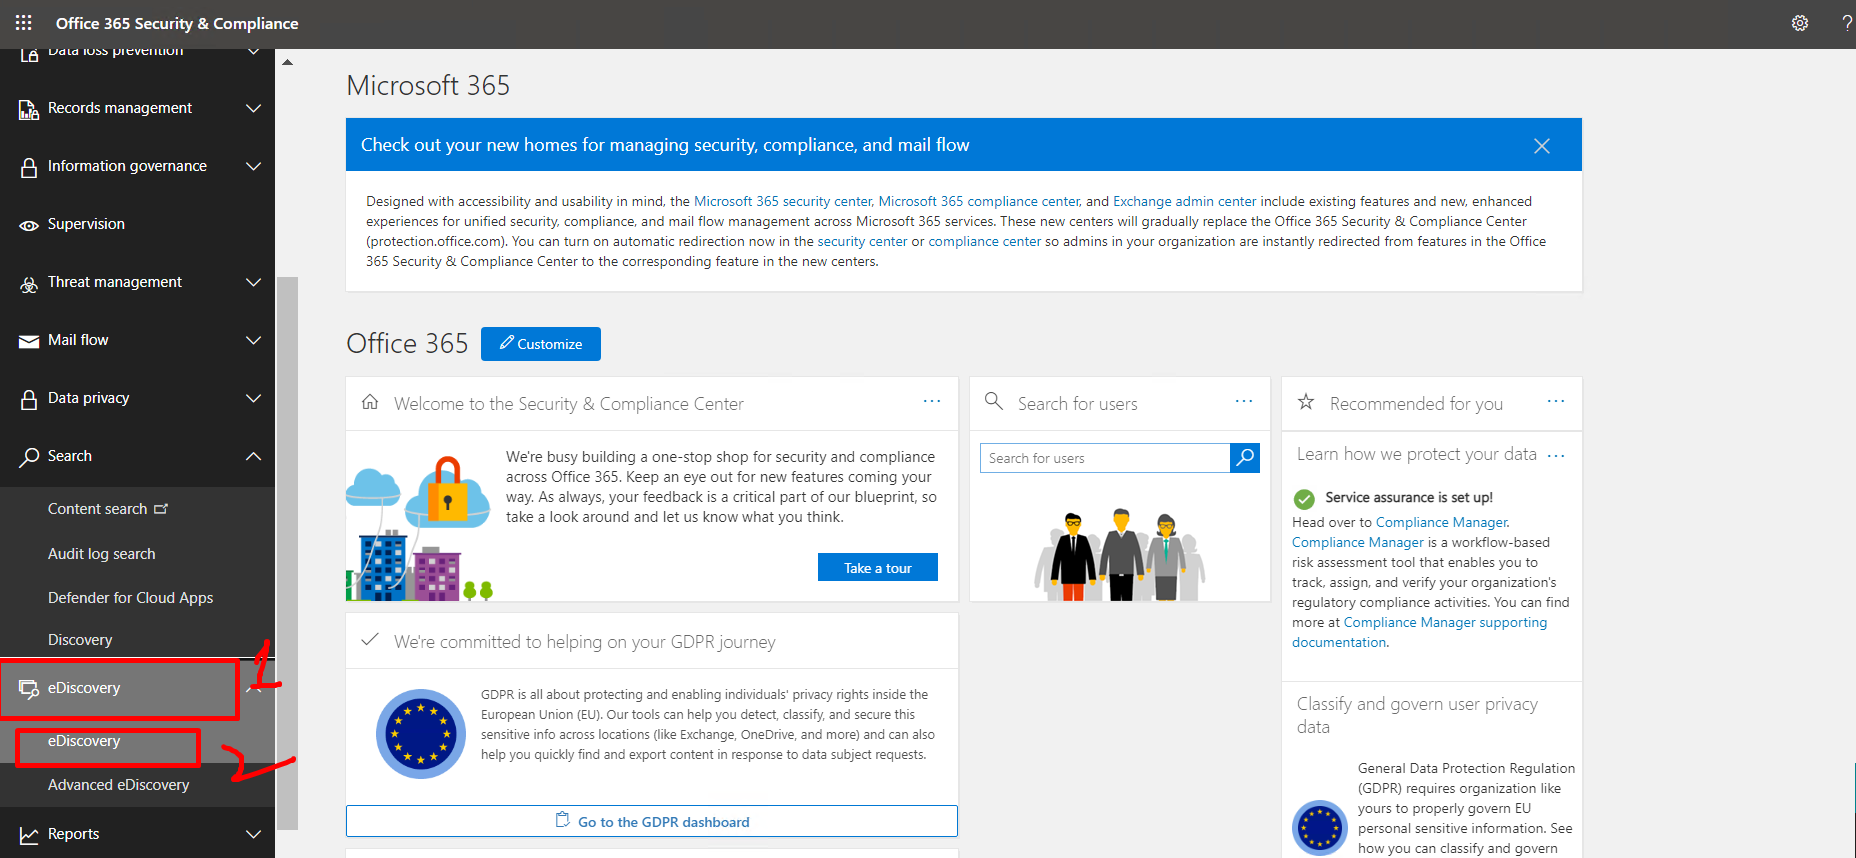 Office 365 Security & Compliance
?
Data loss prevention
Records management
Information governance
Supervision
Threat management
Mail flow
Data privacy
Search
Content search
Audit log search
Defender for Cloud Apps
Discovery
eDiscovery
1
eDiscovery
2
Advanced eDiscovery
Reports
Microsoft 365
Check out your new homes for managing security, compliance, and mail flow
Designed with accessibility and usability in mind, the Microsoft 365 security center, Microsoft 365 compliance center, and Exchange admin center include existing features and new, enhanced
experiences for unified security, compliance, and mail flow management across Microsoft 365 services. These new centers will gradually replace the Office 365 Security & Compliance Center
(protection.office.com). You can turn on automatic redirection now in the security center or compliance center so admins in your organization are instantly redirected from features in the Office
365 Security & Compliance Center to the corresponding feature in the new centers.
Office 365
Customize
Welcome to the Security & Compliance Center
We're busy building a one-stop shop for security and compliance
across Office 365. Keep an eye out for new features coming your
way. As always, your feedback is a critical part of our blueprint, so
take a look around and let us know what you think.
Take a tour
We're committed to helping on your GDPR journey
GDPR is all about protecting and enabling individuals' privacy rights inside the
European Union (EU). Our tools can help you detect, classify, and secure this
sensitive info across locations (like Exchange, OneDrive, and more) and can also
help you quickly find and export content in response to data subject requests.
Go to the GDPR dashboard
Search for users
Search for users
Recommended for you
Learn how we protect your data
Service assurance is set up!
Head over to Compliance Manager.
Compliance Manager is a workflow-based
risk assessment tool that enables you to
track, assign, and verify your organization's
regulatory compliance activities. You can find
more at Compliance Manager supporting
documentation.
Classify and govern user privacy
data
General Data Protection Regulation
(GDPR) requires organization like
yours to properly govern EU
personal sensitive information. See
how you can classify and govern